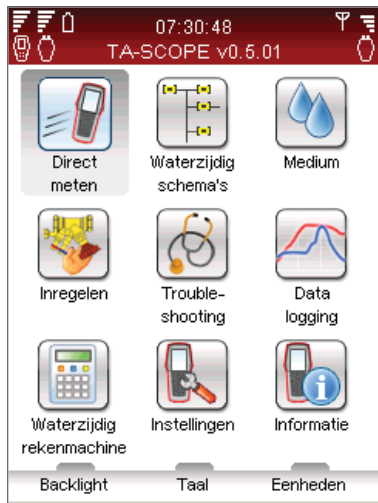 07:30:48
TA-SCOPE v0.5.01
Direct
meten
Waterzijdig
schema's
Medium
Inregelen
Trouble-
shooting
Data
logging
Waterzijdig
rekenmachine
Instellingen
Informatie
Backlight
Taal
Eenheden